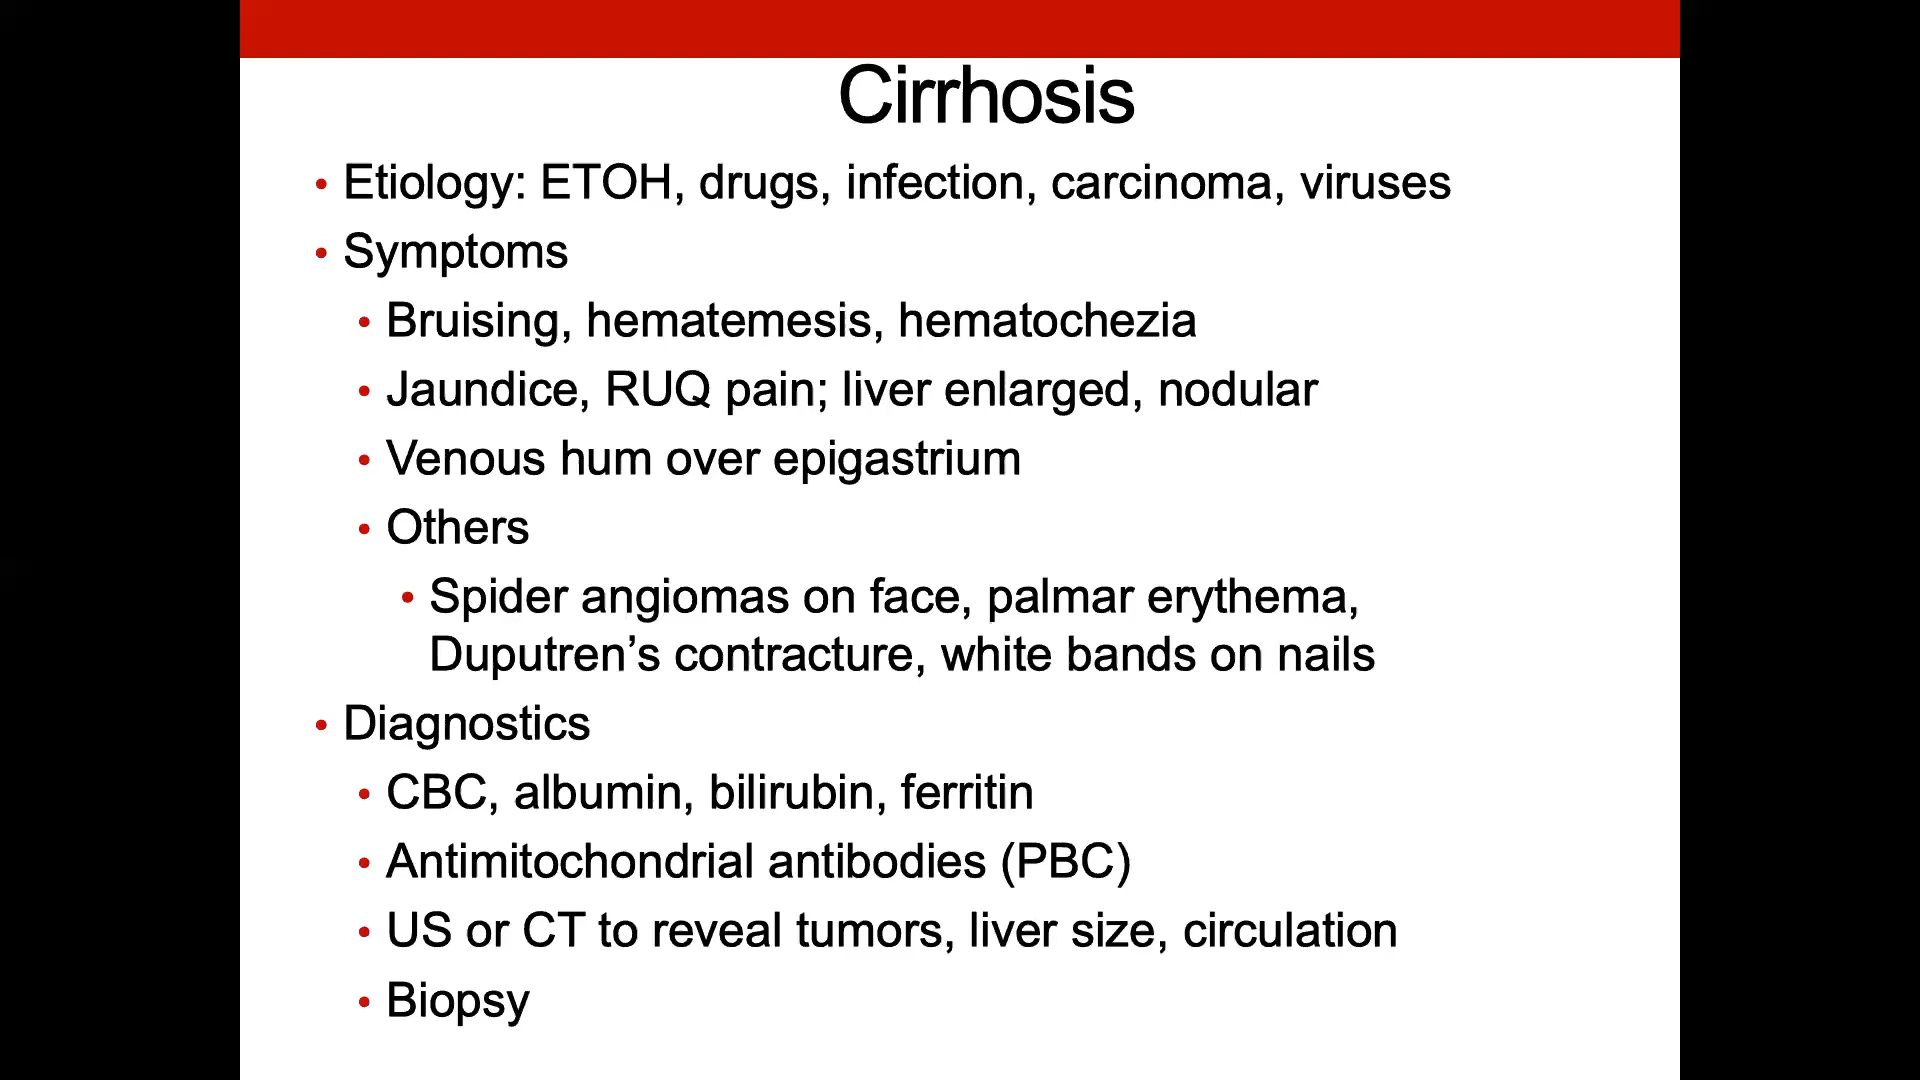 Cirrhosis
• Etiology: ETOH, drugs, infection, carcinoma, viruses
• Symptoms
• Bruising, hematemesis, hematochezia
• Jaundice, RUQ pain; liver enlarged, nodular
• Venous hum over epigastrium
• Others
• Spider angiomas on face, palmar erythema,
Duputren’s contracture, white bands on nails
• Diagnostics
• CBC, albumin, bilirubin, ferritin
• Antimitochondrial antibodies (PBC)
• US or CT to reveal tumors, liver size, circulation
• Biopsy